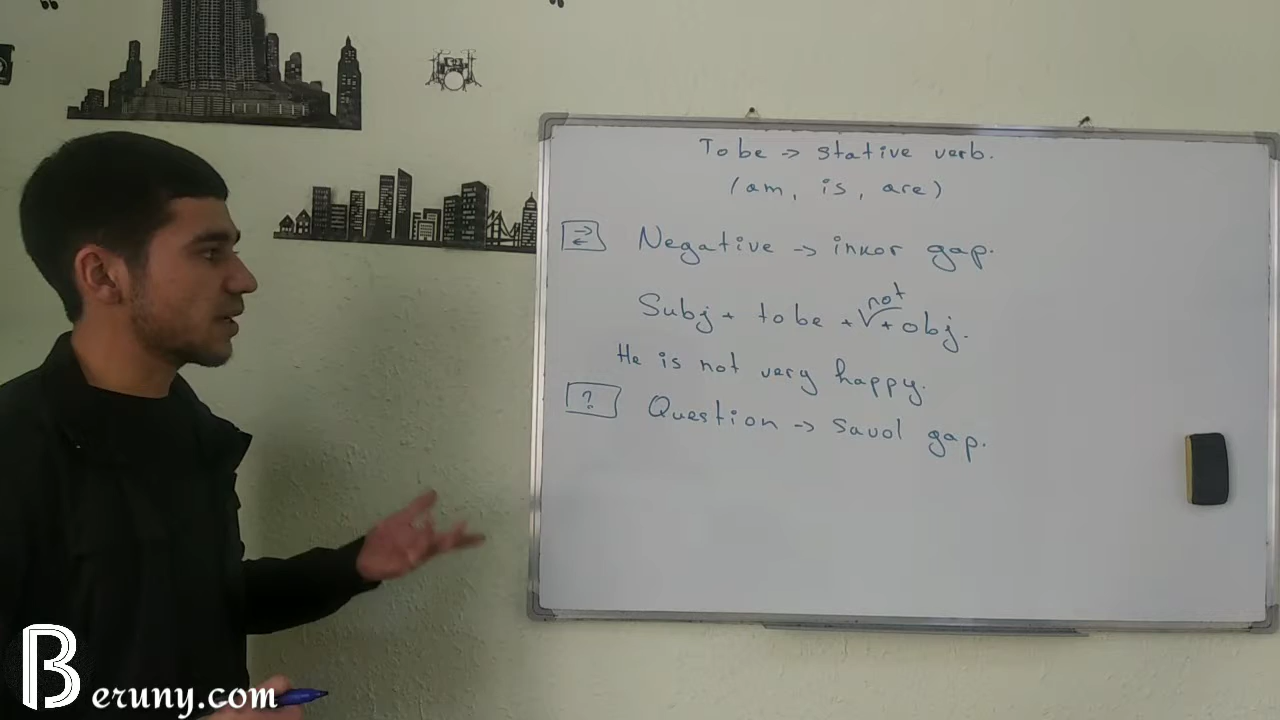 To be → stative verb.
(am, is, are)
⇄ Negative → inkor gap.
not
Subj + to be + V + obj.
He is not very happy.
? Question → savol gap.
Beruny.com